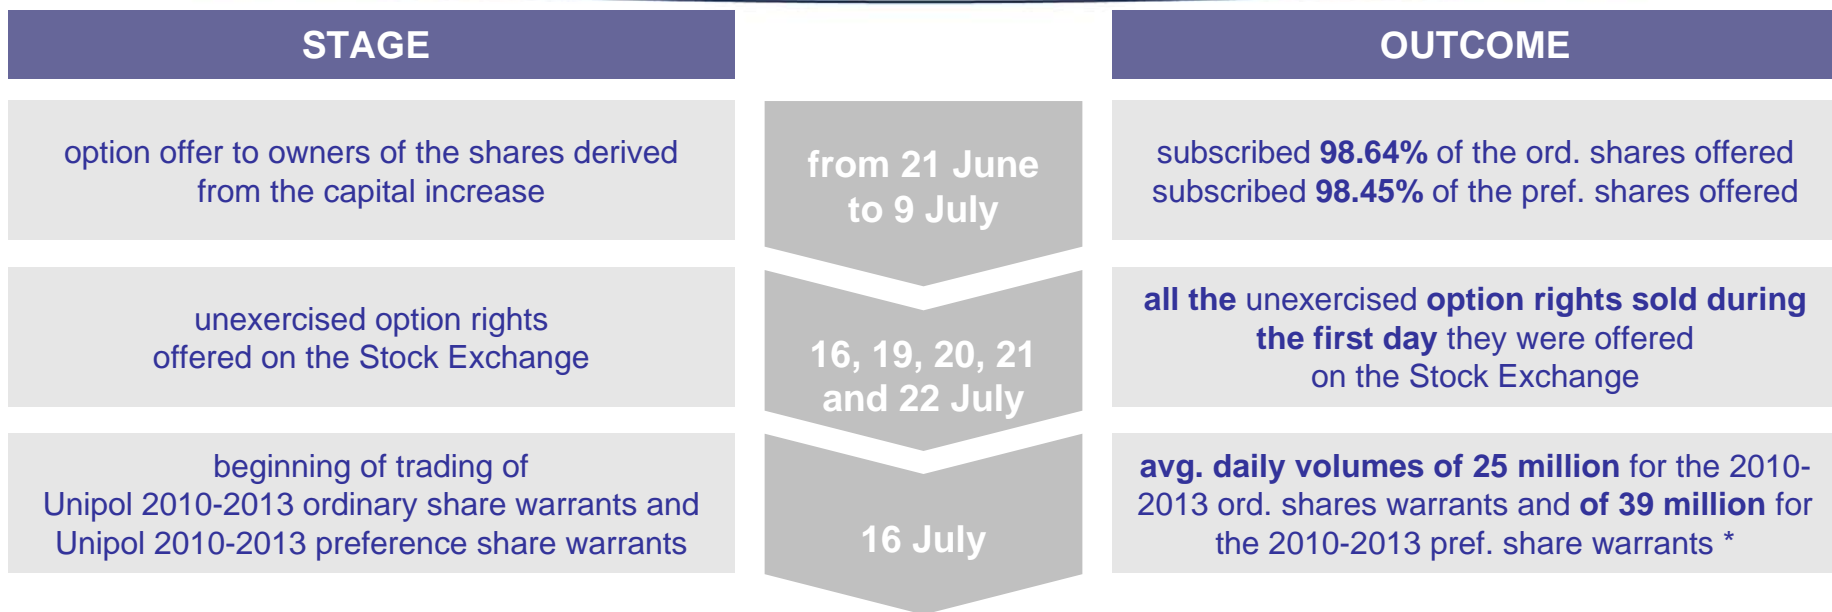 STAGE
OUTCOME
option offer to owners of the shares derived
from the capital increase
from 21 June
to 9 July
subscribed 98.64% of the ord. shares offered
subscribed 98.45% of the pref. shares offered
unexercised option rights
offered on the Stock Exchange
16, 19, 20, 21
and 22 July
all the unexercised option rights sold during
the first day they were offered
on the Stock Exchange
beginning of trading of
Unipol 2010-2013 ordinary share warrants and
Unipol 2010-2013 preference share warrants
16 July
avg. daily volumes of 25 million for the 2010-
2013 ord. shares warrants and of 39 million for
the 2010-2013 pref. share warrants *